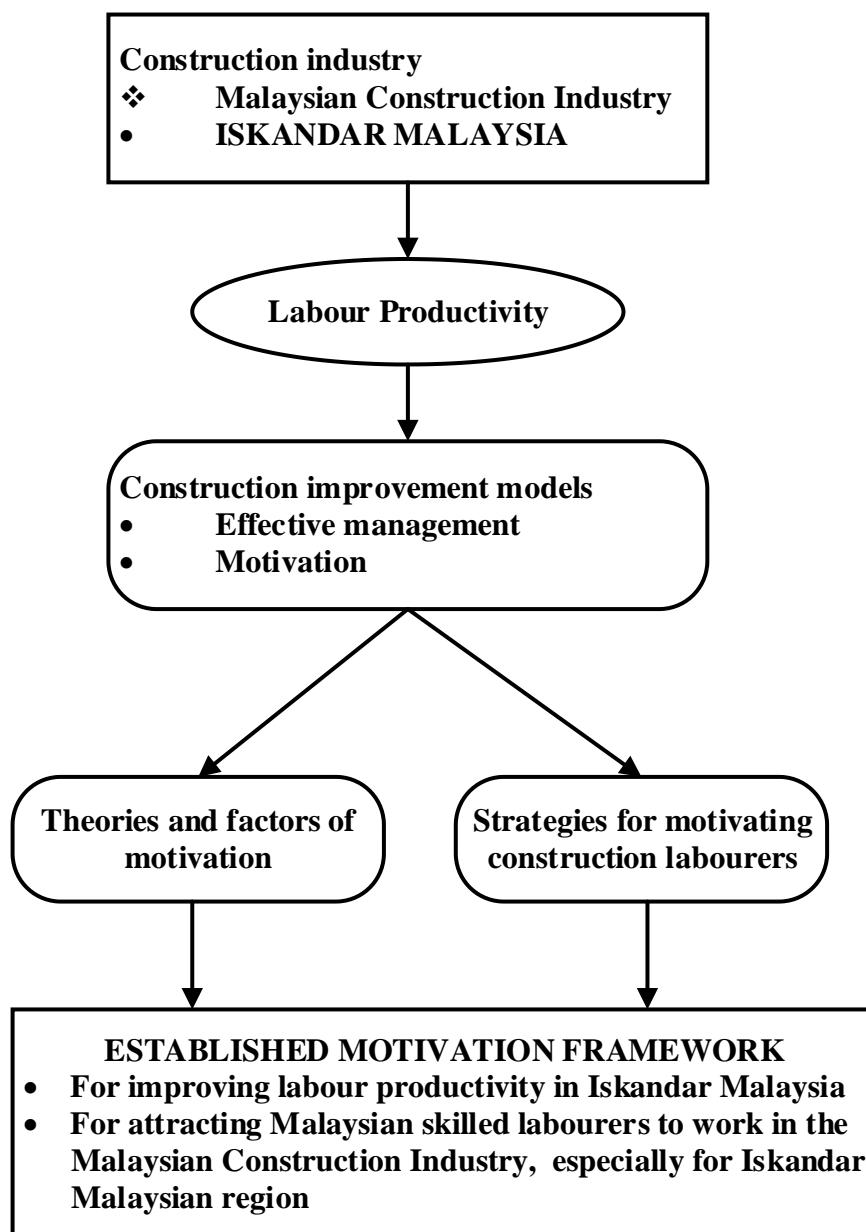 Construction industry
❖ Malaysian Construction Industry
• ISKANDAR MALAYSIA
Labour Productivity
Construction improvement models
• Effective management
• Motivation
Theories and factors of
motivation
Strategies for motivating
construction labourers
ESTABLISHED MOTIVATION FRAMEWORK
• For improving labour productivity in Iskandar Malaysia
• For attracting Malaysian skilled labourers to work in the
Malaysian Construction Industry, especially for Iskandar
Malaysian region